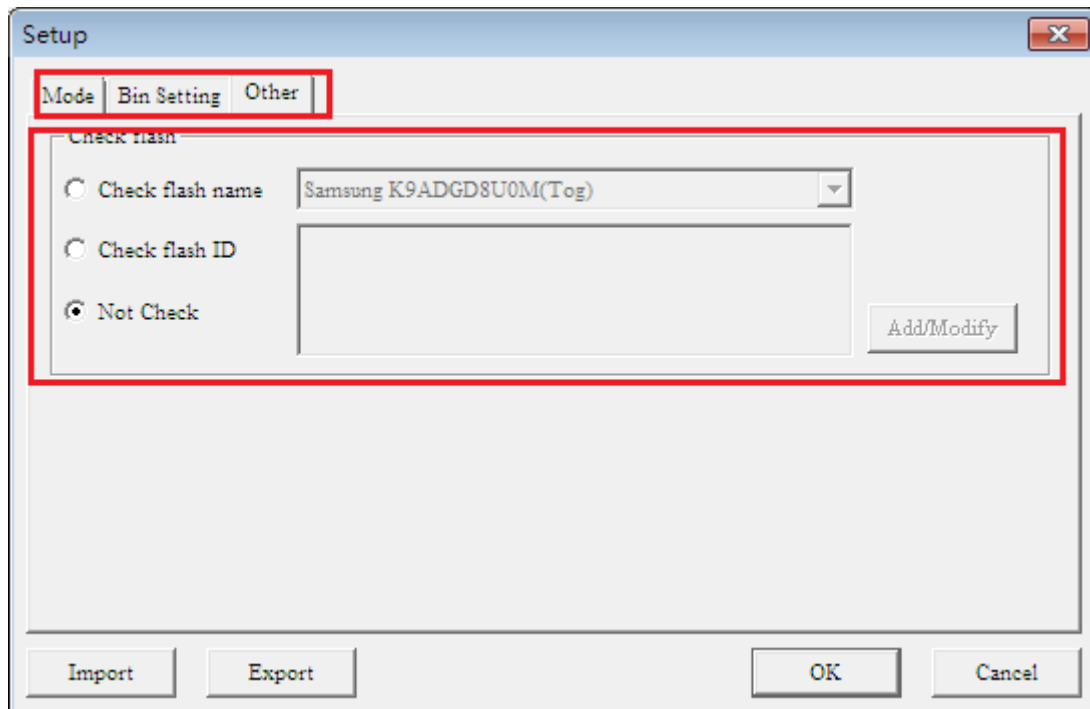 Setup
Mode Bin Setting Other
Check flash
Check flash name Samsung K9ADGD8U0M(Tog)
Check flash ID
Not Check
Add/Modify
Import Export OK Cancel